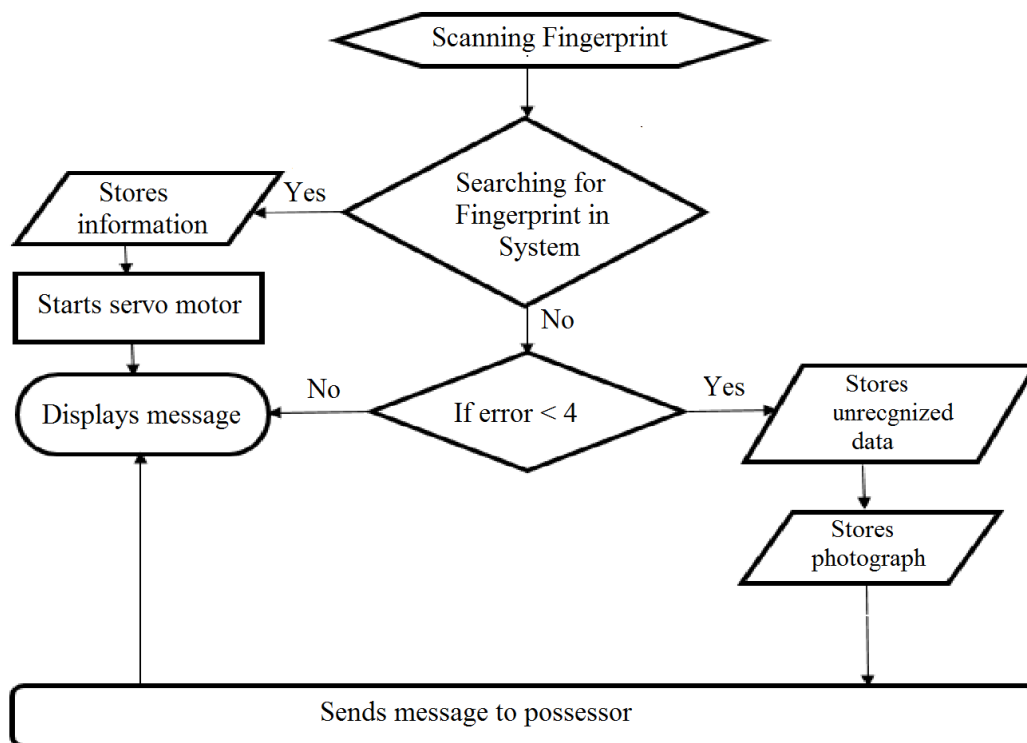 Scanning Fingerprint
Searching for
Fingerprint in
System
Yes
Stores
information
Starts servo motor
No
If error < 4
No
Displays message
Yes
Stores
unrecgnized
data
Stores
photograph
Sends message to possessor